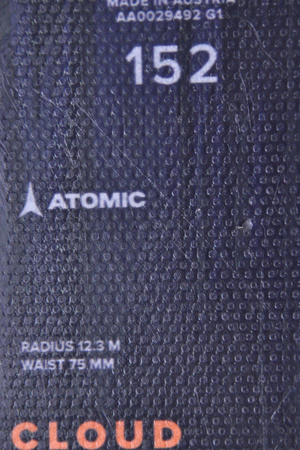 MADE IN AUSTRIA
AA0029492 G1
152
ATOMIC
RADIUS 12.3 M
WAIST 75 MM
CLOUD